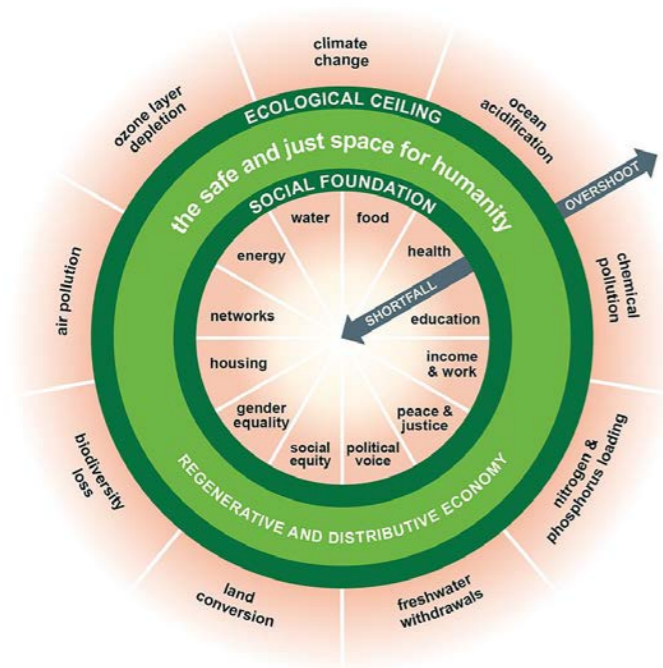 climate
change
ocean
acidification
chemical
pollution
nitrogen &
phosphorus loading
freshwater
withdrawals
land
conversion
biodiversity
loss
air pollution
ozone layer
depletion
OVERSHOOT
ECOLOGICAL CEILING
the safe and just space for humanity
SOCIAL FOUNDATION
water
food
health
SHORTFALL
education
income
& work
peace &
justice
political
voice
social
equity
gender
equality
housing
networks
energy
REGENERATIVE AND DISTRIBUTIVE ECONOMY